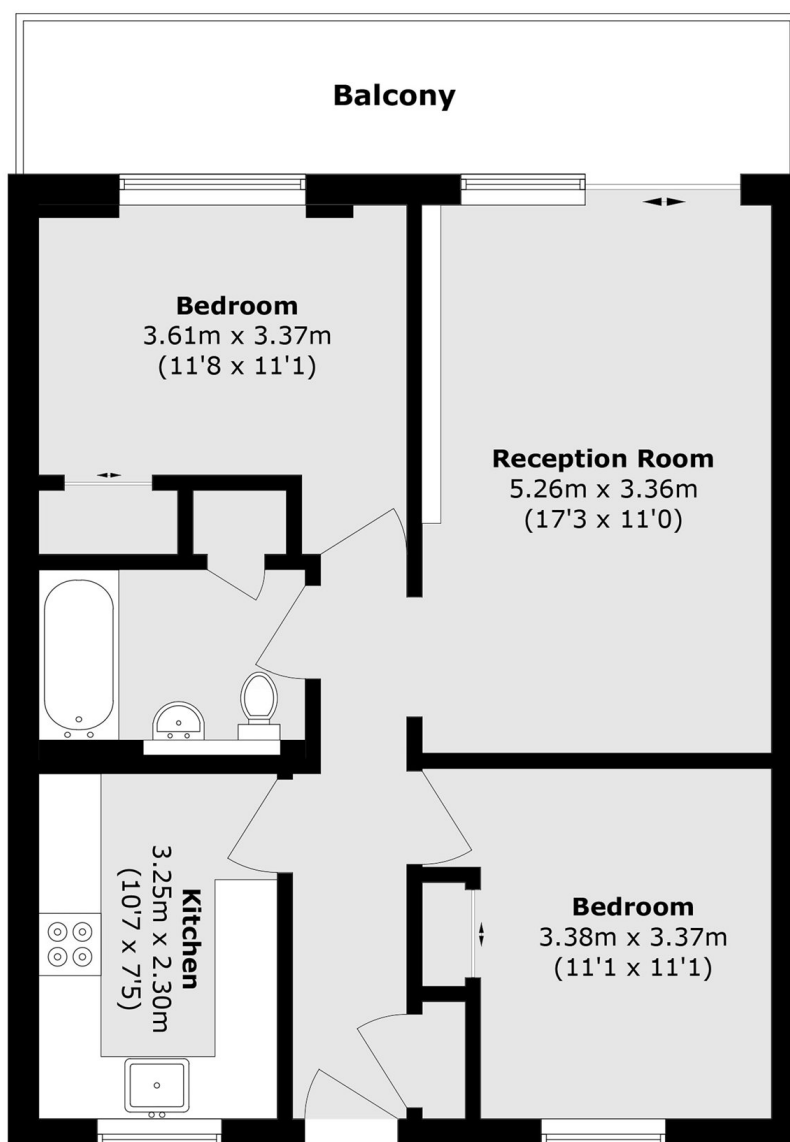 Balcony
Bedroom
3.61m x 3.37m
(11'8 x 11'1)
Reception Room
5.26m x 3.36m
(17'3 x 11'0)
Kitchen
3.25m x 2.30m
(10'7 x 7'5)
Bedroom
3.38m x 3.37m
(11'1 x 11'1)